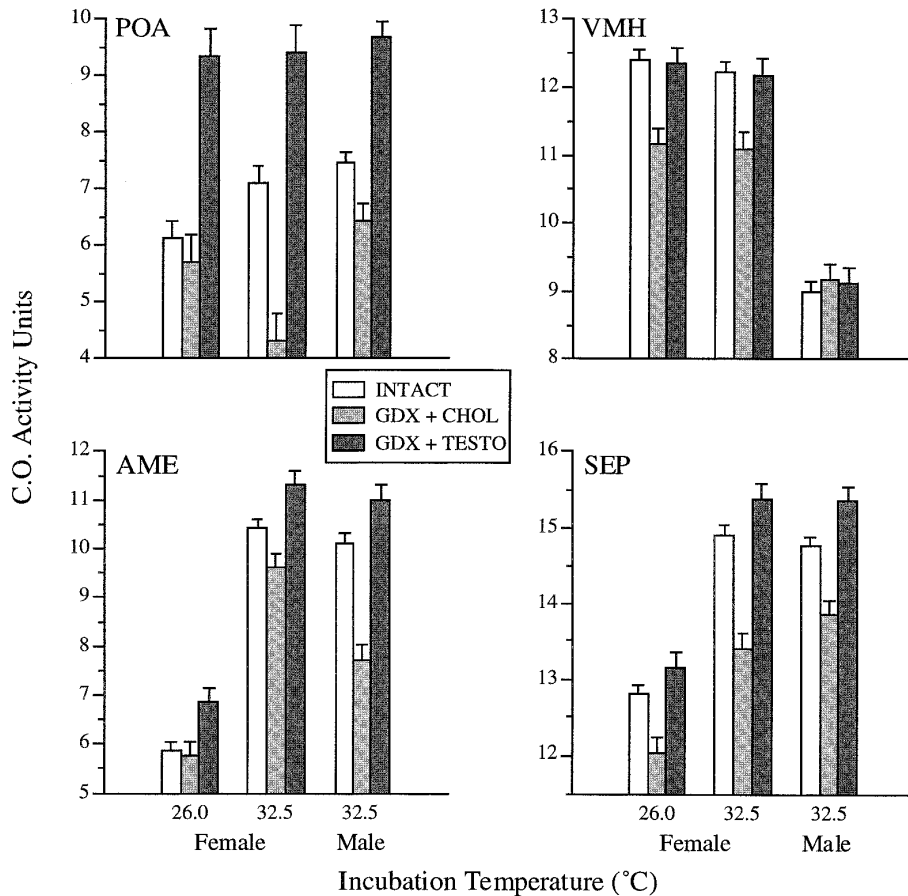 POA
10
9
8
7
6
5
4
VMH
13
12
11
10
9
8
C.O. Activity Units
INTACT
GDX + CHOL
GDX + TESTO
AME
12
11
10
9
8
7
6
5
SEP
16
15
14
13
12
26.0 32.5 32.5
Female Male
26.0 32.5 32.5
Female Male
Incubation Temperature (˚C)